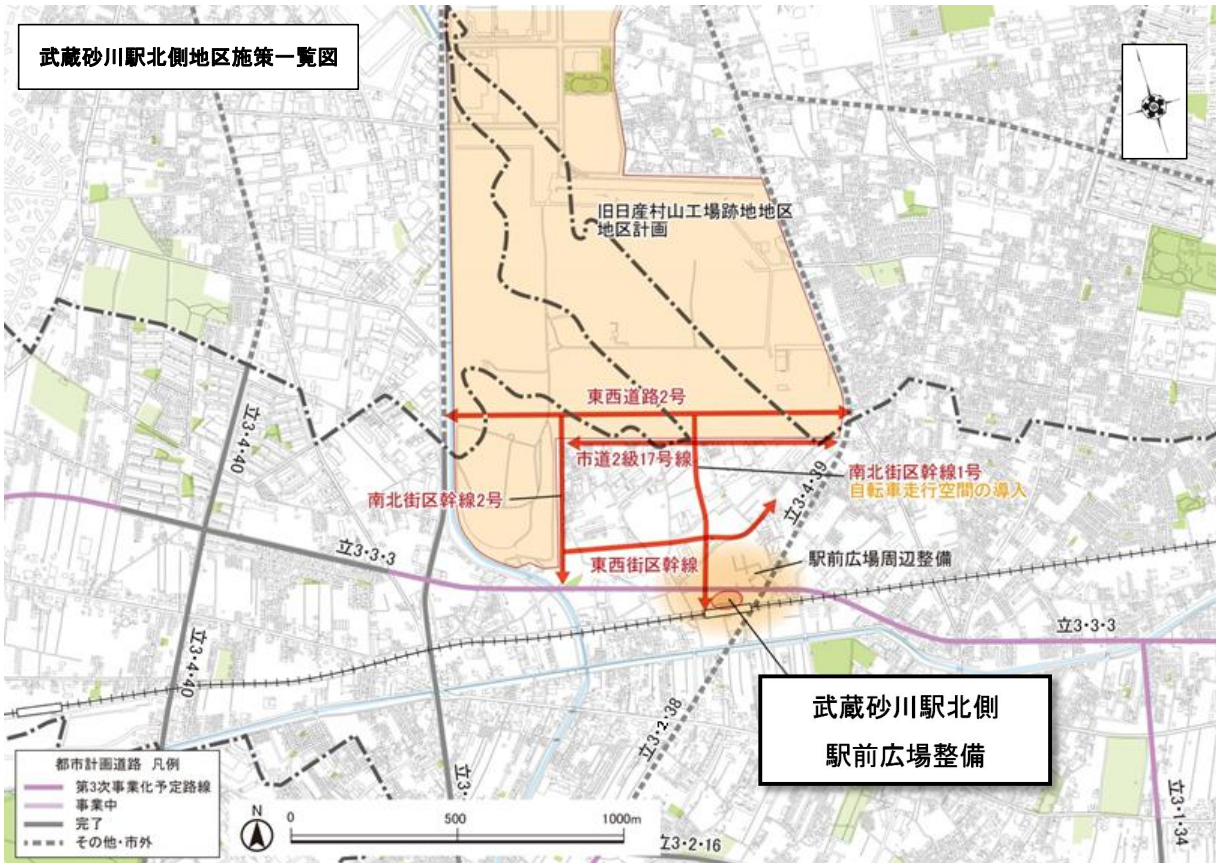 武蔵砂川駅北側地区施策一覧図
旧日産村山工場跡地地区
地区計画
東西道路2号
市道2級17号線
南北街区幹線1号
自転車走行空間の導入
南北街区幹線2号
東西街区幹線
駅前広場周辺整備
立3・4・40
立3・4・39
立3・3・3
立3・3・3
立3・4・40
立3・2・38
武蔵砂川駅北側
駅前広場整備
立3・1・34
立3・2・16
立3・
都市計画道路 凡例
第3次事業化予定路線
事業中
完了
その他・市外
N
0 500 1000m